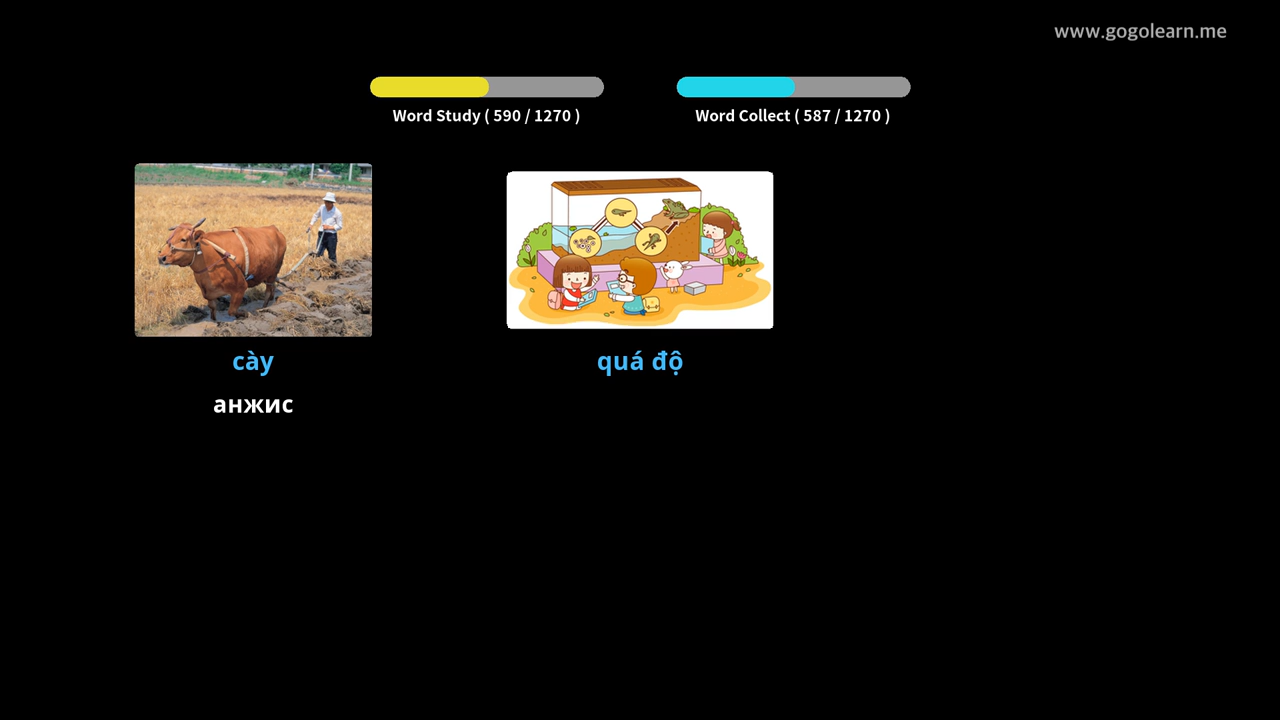 www.gogolearn.me
Word Study ( 590 / 1270 )
Word Collect ( 587 / 1270 )
cày
анжис
quá độ